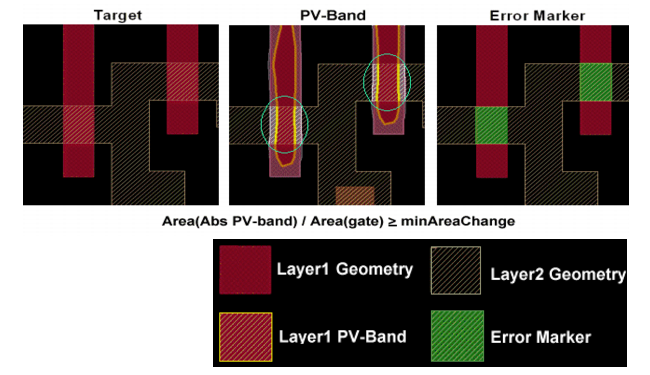 Target
PV-Band
Error Marker
Area(Abs PV-band) / Area(gate) ≥ minAreaChange
Layer1 Geometry
Layer2 Geometry
Layer1 PV-Band
Error Marker